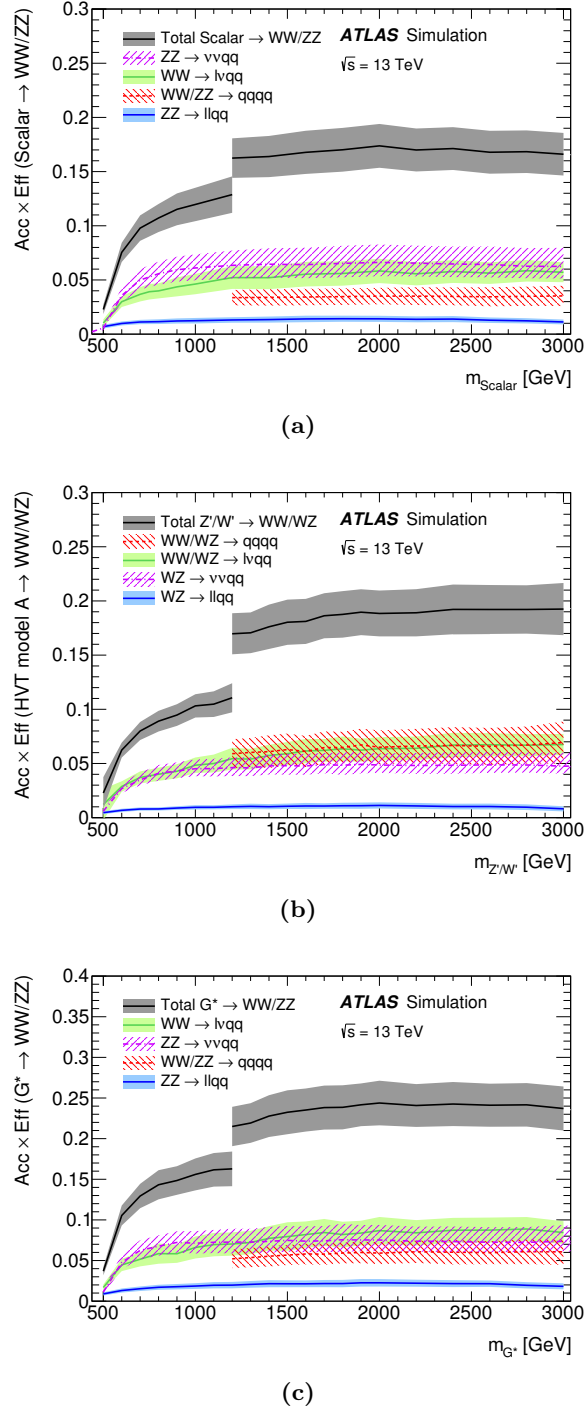 Acc × Eff (Scalar → WW/ZZ)
0.3
0.25
0.2
0.15
0.1
0.05
0
Total Scalar → WW/ZZ
ZZ → ννqq
WW → lνqq
WW/ZZ → qqqq
ZZ → llqq
ATLAS Simulation
√s = 13 TeV
500 1000 1500 2000 2500 3000
m_Scalar [GeV]
(a)
Acc × Eff (HVT model A → WW/WZ)
0.3
0.25
0.2
0.15
0.1
0.05
0
Total Z'/W' → WW/WZ
WW/WZ → qqqq
WW/WZ → lνqq
WZ → ννqq
WZ → llqq
ATLAS Simulation
√s = 13 TeV
500 1000 1500 2000 2500 3000
m_Z'/W' [GeV]
(b)
Acc × Eff (G* → WW/ZZ)
0.4
0.35
0.3
0.25
0.2
0.15
0.1
0.05
0
Total G* → WW/ZZ
WW → lνqq
ZZ → ννqq
WW/ZZ → qqqq
ZZ → llqq
ATLAS Simulation
√s = 13 TeV
500 1000 1500 2000 2500 3000
m_G* [GeV]
(c)